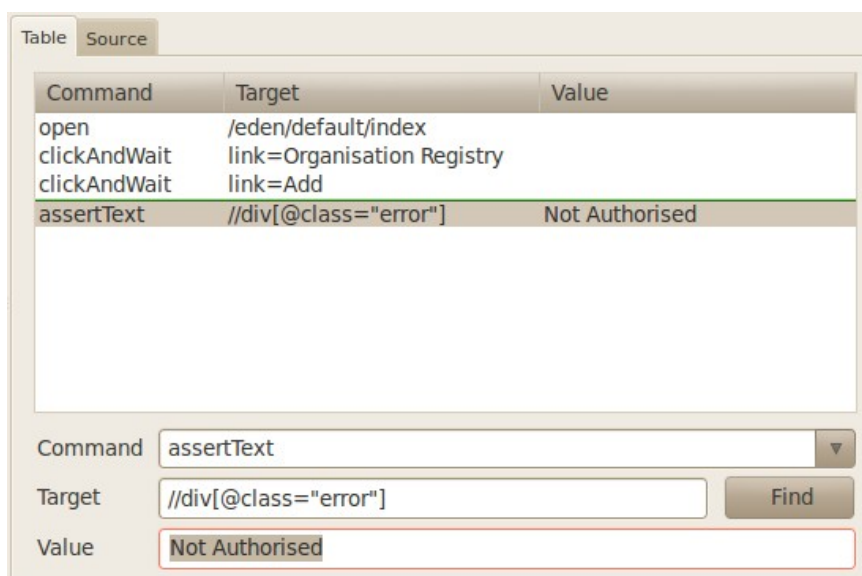 Table Source
Command Target Value
open /eden/default/index
clickAndWait link=Organisation Registry
clickAndWait link=Add
assertText //div[@class="error"] Not Authorised
Command assertText
Target //div[@class="error"] Find
Value Not Authorised